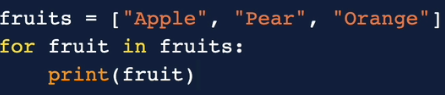 fruits = ["Apple", "Pear", "Orange"]
for fruit in fruits:
    print(fruit)